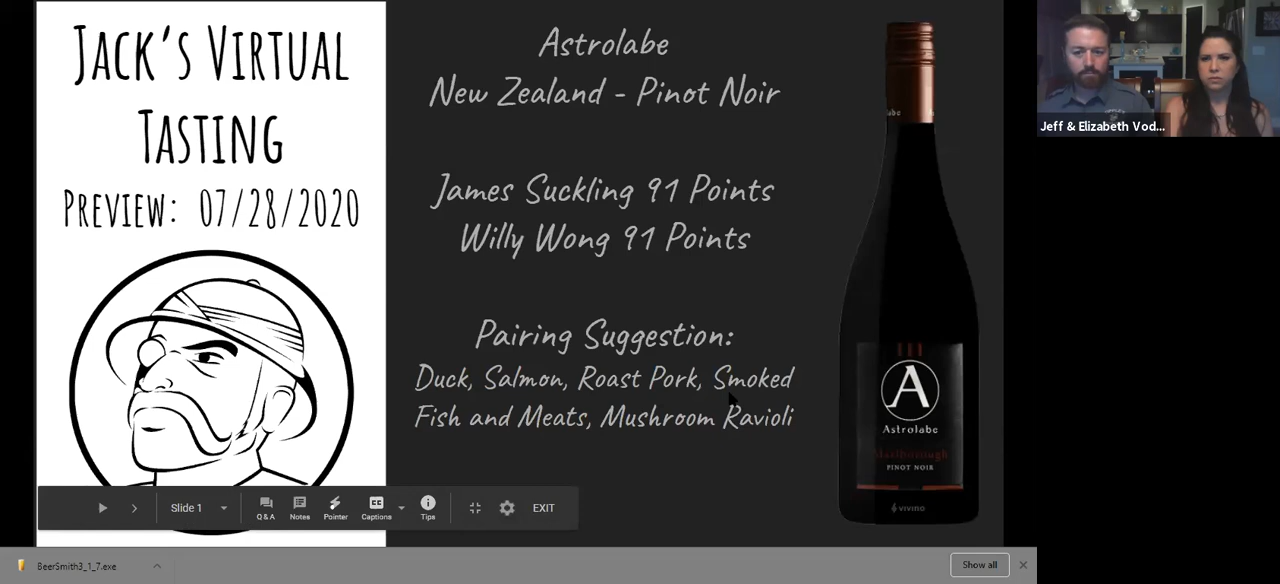 Jack's Virtual
Tasting
Preview: 07/28/2020
Astrolabe
New Zealand - Pinot Noir
James Suckling 91 Points
Willy Wong 91 Points
Pairing Suggestion:
Duck, Salmon, Roast Pork, Smoked
Fish and Meats, Mushroom Ravioli
A
Astrolabe
Marlborough
PINOT NOIR
VIVINO
Jeff & Elizabeth Vod...
Slide 1
Q & A
Notes
Pointer
CC
Captions
Tips
EXIT
BeerSmith3_1_7.exe
Show all